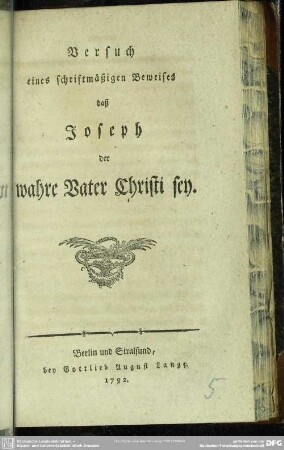 Versuch
eines schriftmäßigen Beweises
daß
Joseph
der
wahre Vater Christi sey.
Berlin und Stralsund,
bey Gottlieb August Lange,
1792.
5